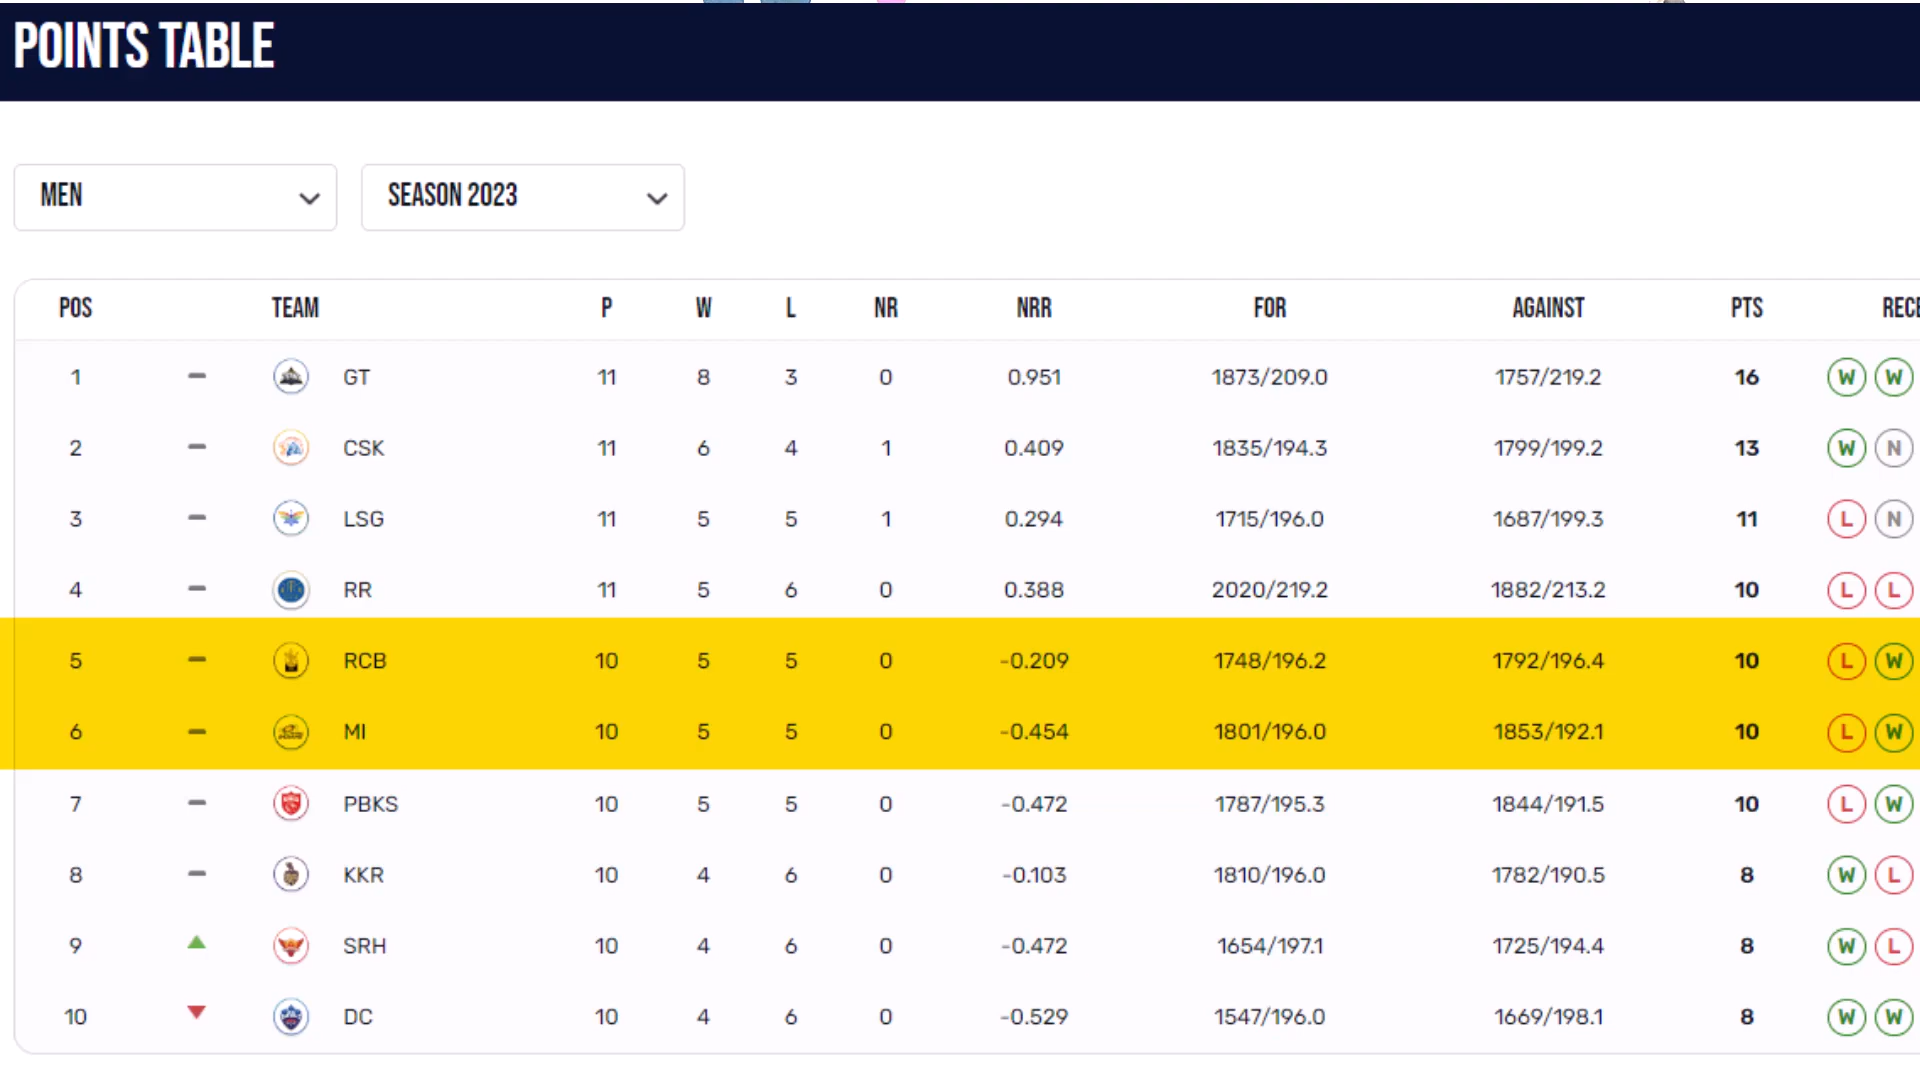 POINTS TABLE
MEN SEASON 2023
POS TEAM P W L NR NRR FOR AGAINST PTS RECE
1 GT 11 8 3 0 0.951 1873/209.0 1757/219.2 16 W W
2 CSK 11 6 4 1 0.409 1835/194.3 1799/199.2 13 W N
3 LSG 11 5 5 1 0.294 1715/196.0 1687/199.3 11 L N
4 RR 11 5 6 0 0.388 2020/219.2 1882/213.2 10 L L
5 RCB 10 5 5 0 -0.209 1748/196.2 1792/196.4 10 L W
6 MI 10 5 5 0 -0.454 1801/196.0 1853/192.1 10 L W
7 PBKS 10 5 5 0 -0.472 1787/195.3 1844/191.5 10 L W
8 KKR 10 4 6 0 -0.103 1810/196.0 1782/190.5 8 W L
9 SRH 10 4 6 0 -0.472 1654/197.1 1725/194.4 8 W L
10 DC 10 4 6 0 -0.529 1547/196.0 1669/198.1 8 W W